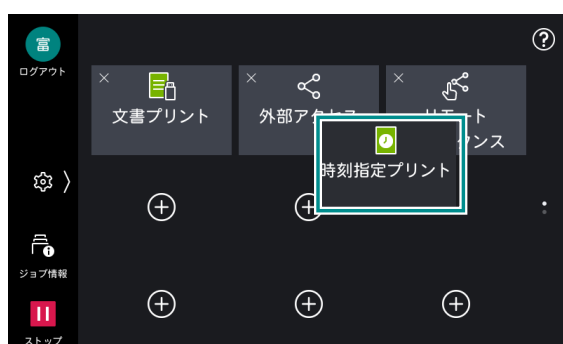 富
ログアウト
文書プリント
外部アクセス
リモート
タンス
時刻指定プリント
ジョブ情報
ストップ